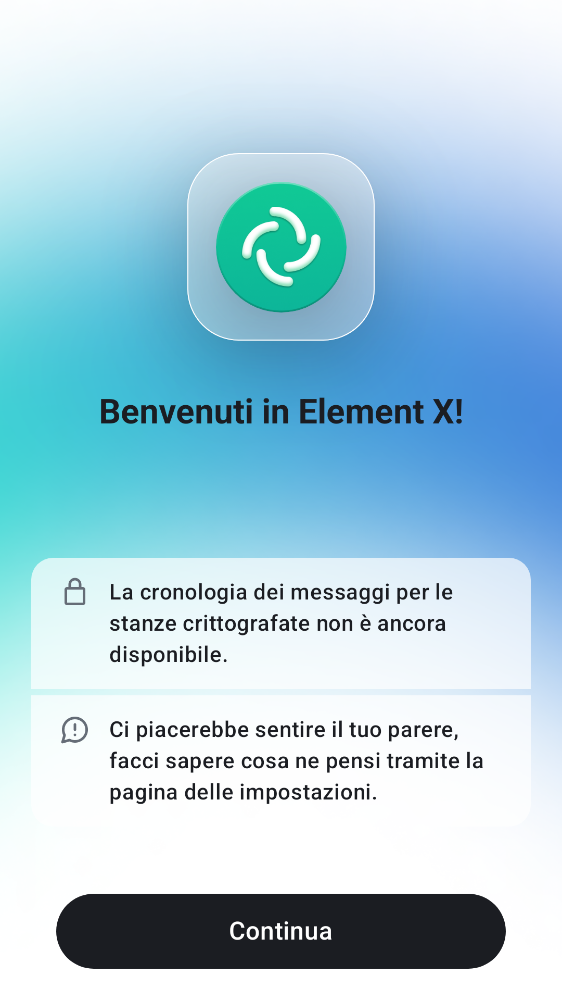 Benvenuti in Element X!
La cronologia dei messaggi per le
stanze crittografate non è ancora
disponibile.
Ci piacerebbe sentire il tuo parere,
facci sapere cosa ne pensi tramite la
pagina delle impostazioni.
Continua